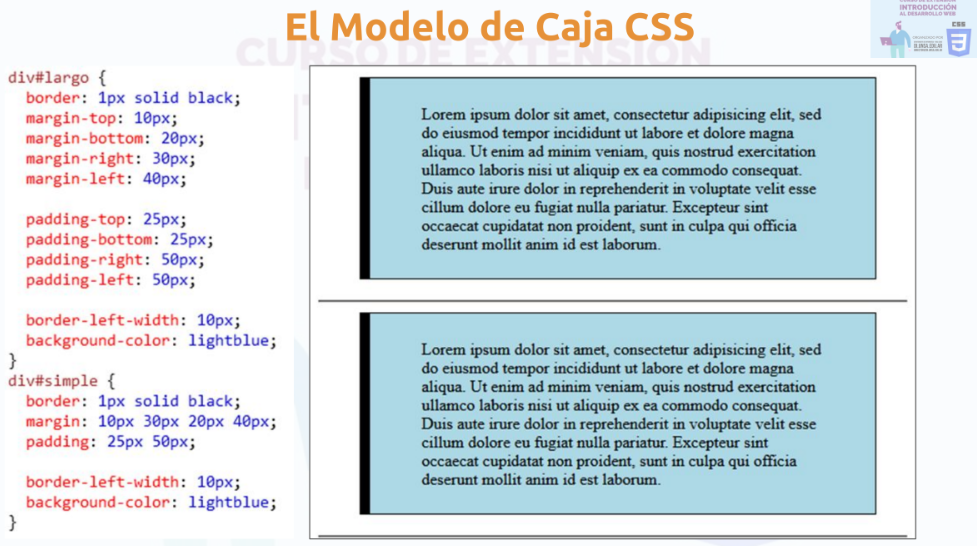 El Modelo de Caja CSS
CURSO DE EXTENSIÓN
INTRODUCCIÓN
AL DESARROLLO WEB
CSS
3
CURSO DE EXTENSIÓN
div#largo {
border: 1px solid black;
margin-top: 10px;
margin-bottom: 20px;
margin-right: 30px;
margin-left: 40px;
padding-top: 25px;
padding-bottom: 25px;
padding-right: 50px;
padding-left: 50px;
border-left-width: 10px;
background-color: lightblue;
}
div#simple {
border: 1px solid black;
margin: 10px 30px 20px 40px;
padding: 25px 50px;
border-left-width: 10px;
background-color: lightblue;
}
Lorem ipsum dolor sit amet, consectetur adipisicing elit, sed
do eiusmod tempor incididunt ut labore et dolore magna
aliqua. Ut enim ad minim veniam, quis nostrud exercitation
ullamco laboris nisi ut aliquip ex ea commodo consequat.
Duis aute irure dolor in reprehenderit in voluptate velit esse
cillum dolore eu fugiat nulla pariatur. Excepteur sint
occaecat cupidatat non proident, sunt in culpa qui officia
deserunt mollit anim id est laborum.
Lorem ipsum dolor sit amet, consectetur adipisicing elit, sed
do eiusmod tempor incididunt ut labore et dolore magna
aliqua. Ut enim ad minim veniam, quis nostrud exercitation
ullamco laboris nisi ut aliquip ex ea commodo consequat.
Duis aute irure dolor in reprehenderit in voluptate velit esse
cillum dolore eu fugiat nulla pariatur. Excepteur sint
occaecat cupidatat non proident, sunt in culpa qui officia
deserunt mollit anim id est laborum.